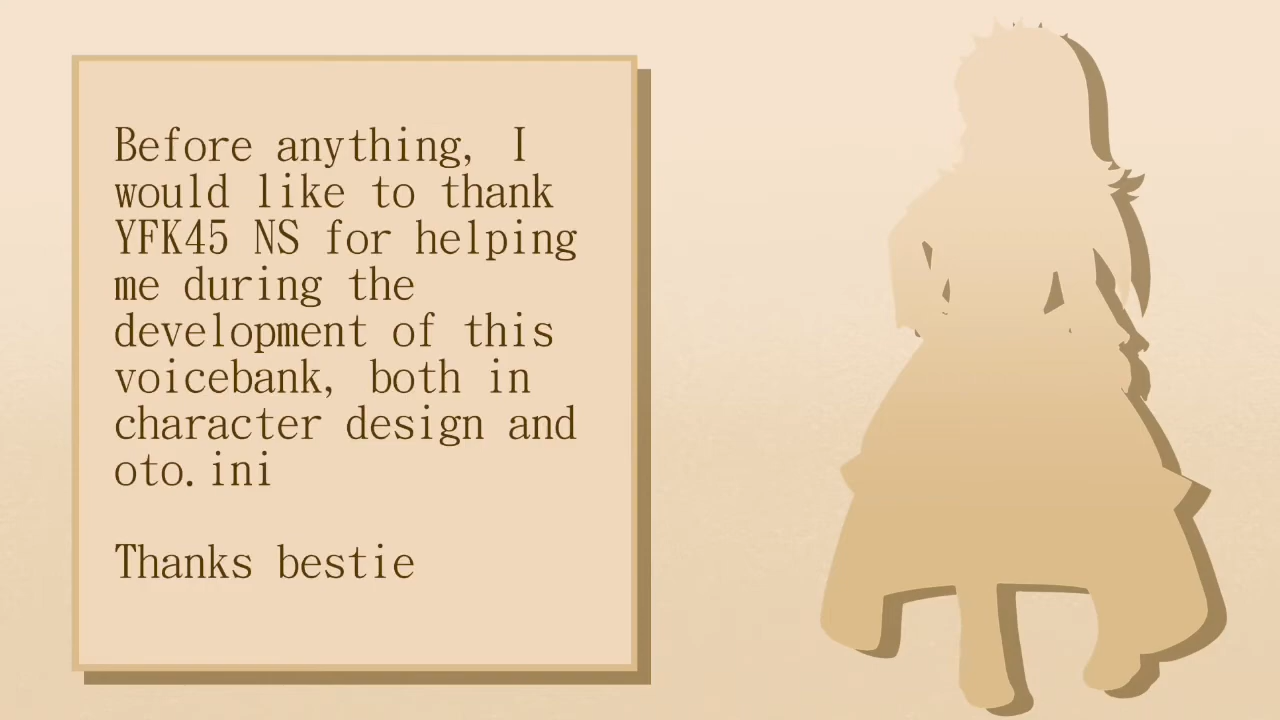 Before anything, I
would like to thank
YFK45 NS for helping
me during the
development of this
voicebank, both in
character design and
oto.ini
Thanks bestie